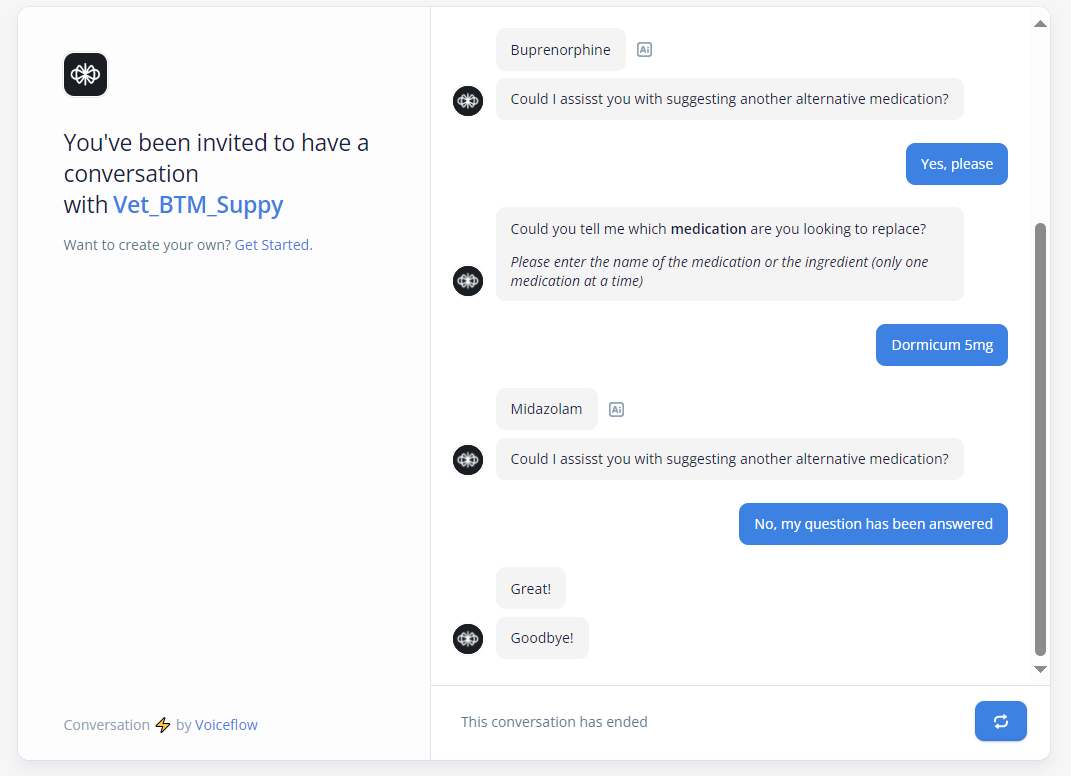 You've been invited to have a
conversation
with Vet_BTM_Suppy
Want to create your own? Get Started.
Conversation ⚡ by Voiceflow
Buprenorphine
Ai
Could I assisst you with suggesting another alternative medication?
Yes, please
Could you tell me which medication are you looking to replace?
Please enter the name of the medication or the ingredient (only one
medication at a time)
Dormicum 5mg
Midazolam
Ai
Could I assisst you with suggesting another alternative medication?
No, my question has been answered
Great!
Goodbye!
This conversation has ended